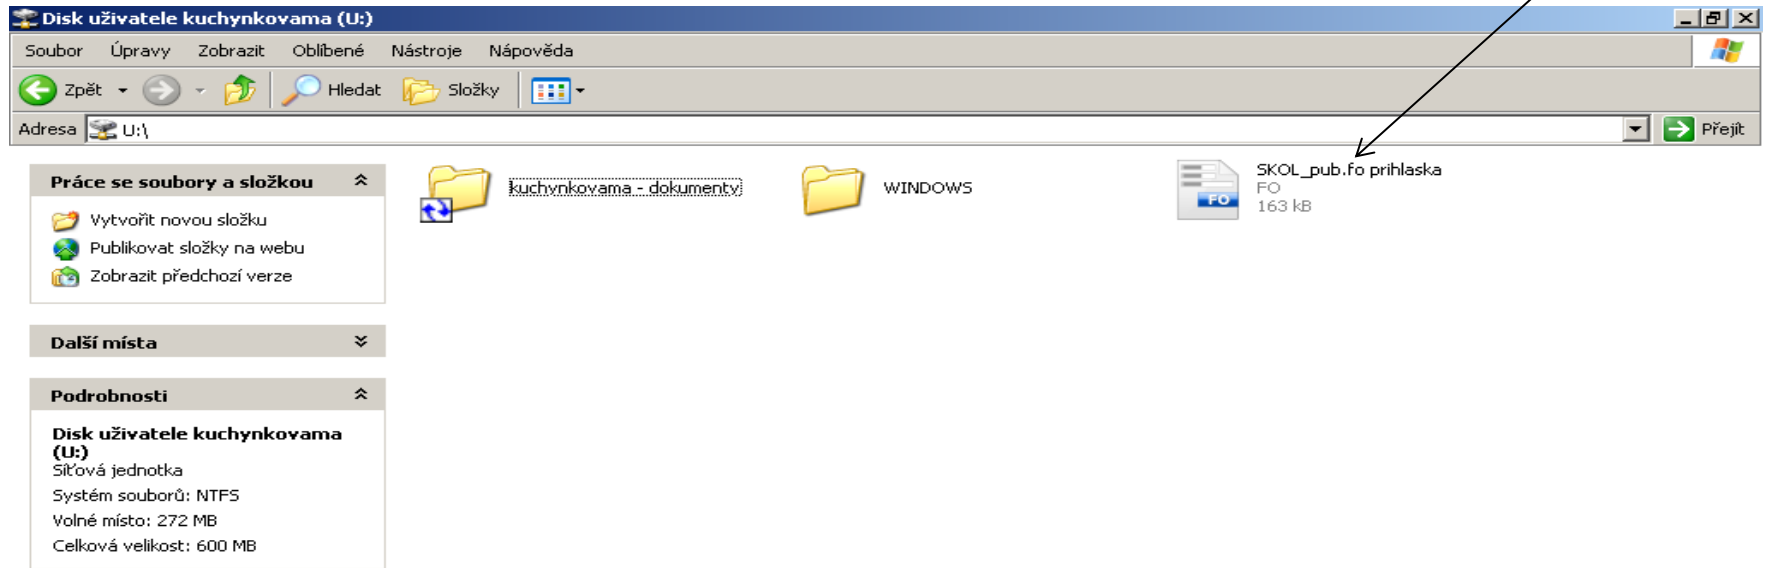 Disk uživatele kuchynkovama (U:)
Soubor Úpravy Zobrazit Oblíbené Nástroje Nápověda
Zpět Hledat Složky
Adresa U:\ Přejít
Práce se soubory a složkou
Vytvořit novou složku
Publikovat složky na webu
Zobrazit předchozí verze
Další místa
Podrobnosti
Disk uživatele kuchynkovama
(U:)
Síťová jednotka
Systém souborů: NTFS
Volné místo: 272 MB
Celková velikost: 600 MB
kuchynkovama - dokumenty
WINDOWS
FO
SKOL_pub.fo prihlaska
FO
163 kB